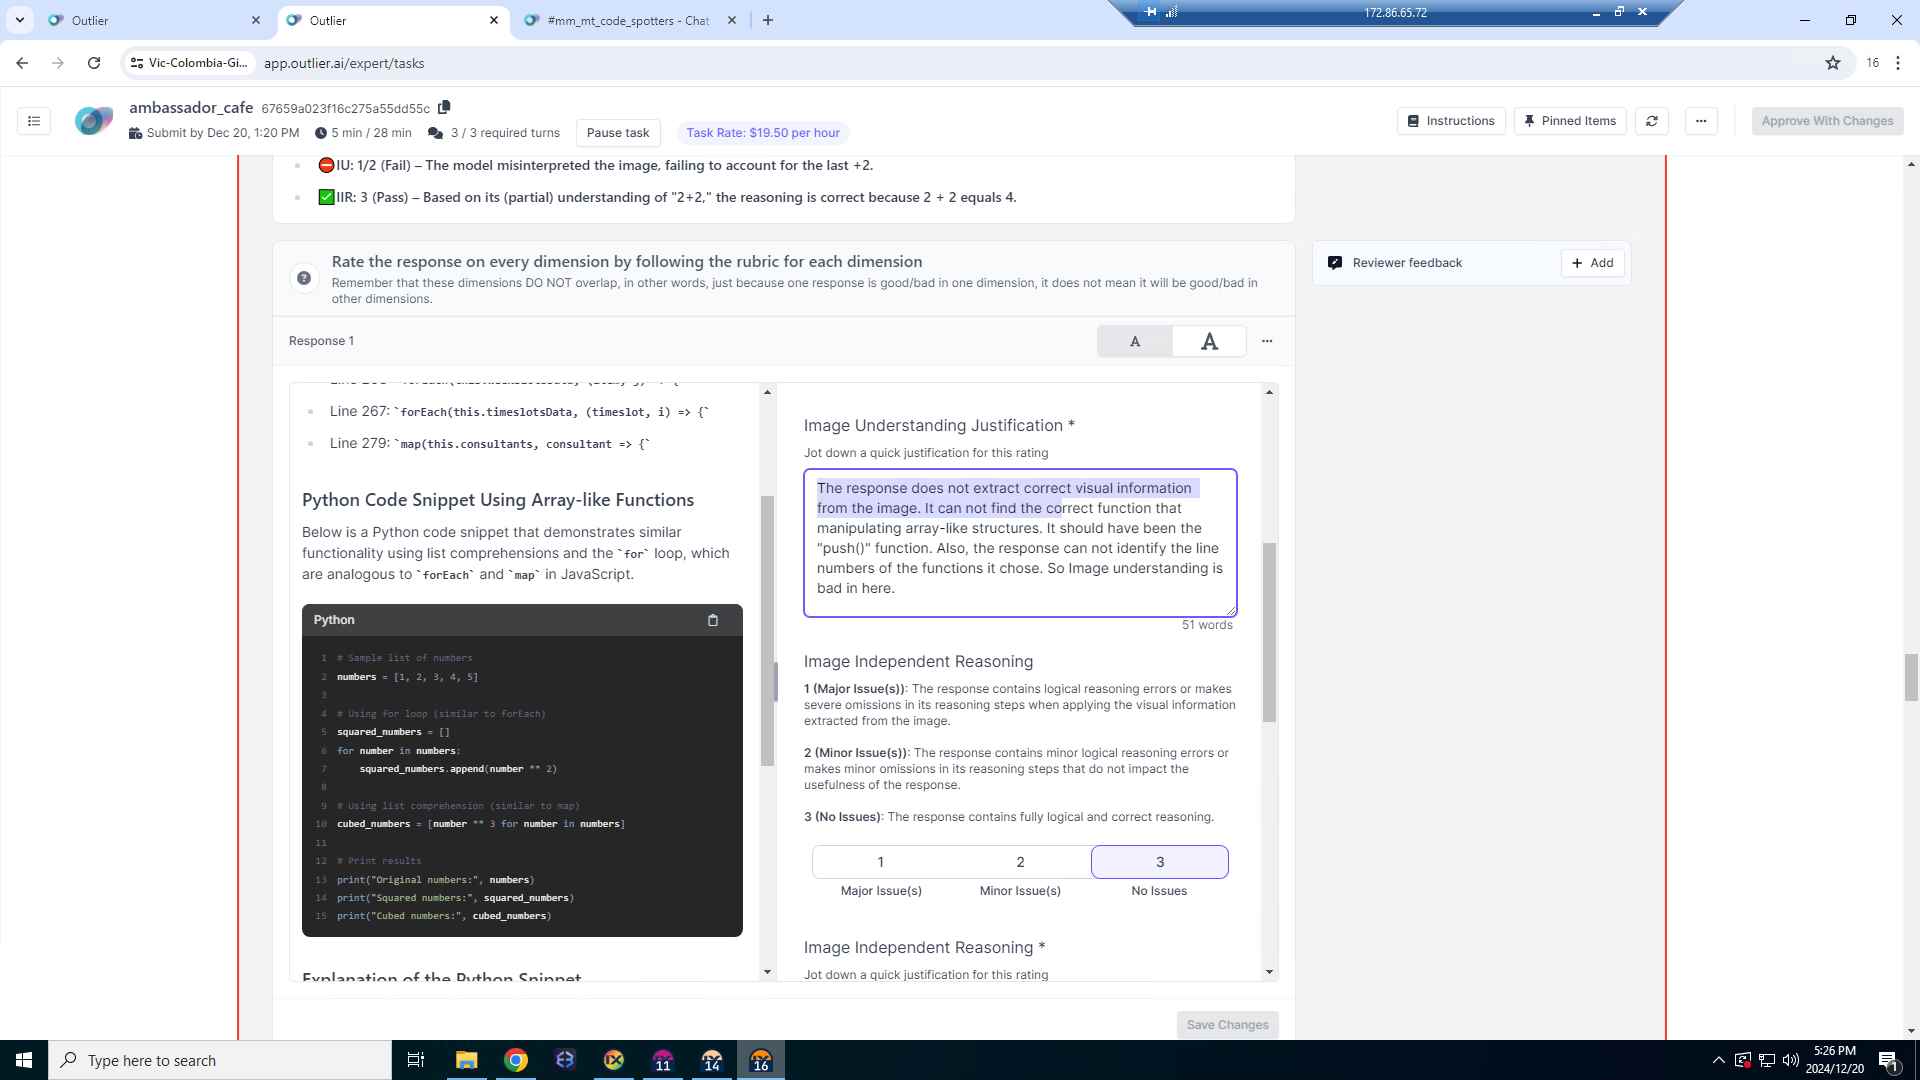 Outlier
Outlier
#mm_mt_code_spotters - Chat
172.86.65.72
Vic-Colombia-Gi...
app.outlier.ai/expert/tasks
16
ambassador_cafe 67659a023f16c275a55dd55c
Submit by Dec 20, 1:20 PM
5 min / 28 min
3 / 3 required turns
Pause task
Task Rate: $19.50 per hour
Instructions
Pinned Items
Approve With Changes
IU: 1/2 (Fail) – The model misinterpreted the image, failing to account for the last +2.
IIR: 3 (Pass) – Based on its (partial) understanding of "2+2," the reasoning is correct because 2 + 2 equals 4.
Rate the response on every dimension by following the rubric for each dimension
Remember that these dimensions DO NOT overlap, in other words, just because one response is good/bad in one dimension, it does not mean it will be good/bad in
other dimensions.
Reviewer feedback
+ Add
Response 1
A
A
Line 267: `forEach(this.timeslotsData, (timeslot, i) => {`
Line 279: `map(this.consultants, consultant => {`
Python Code Snippet Using Array-like Functions
Below is a Python code snippet that demonstrates similar
functionality using list comprehensions and the `for` loop, which
are analogous to `forEach` and `map` in JavaScript.
Python
1 # Sample list of numbers
2 numbers = [1, 2, 3, 4, 5]
3
4 # Using for loop (similar to forEach)
5 squared_numbers = []
6 for number in numbers:
7 squared_numbers.append(number ** 2)
8
9 # Using list comprehension (similar to map)
10 cubed_numbers = [number ** 3 for number in numbers]
11
12 # Print results
13 print("Original numbers:", numbers)
14 print("Squared numbers:", squared_numbers)
15 print("Cubed numbers:", cubed_numbers)
Explanation of the Python Snippet
Image Understanding Justification *
Jot down a quick justification for this rating
The response does not extract correct visual information
from the image. It can not find the correct function that
manipulating array-like structures. It should have been the
"push()" function. Also, the response can not identify the line
numbers of the functions it chose. So Image understanding is
bad in here.
51 words
Image Independent Reasoning
1 (Major Issue(s)): The response contains logical reasoning errors or makes
severe omissions in its reasoning steps when applying the visual information
extracted from the image.
2 (Minor Issue(s)): The response contains minor logical reasoning errors or
makes minor omissions in its reasoning steps that do not impact the
usefulness of the response.
3 (No Issues): The response contains fully logical and correct reasoning.
1
2
3
Major Issue(s)
Minor Issue(s)
No Issues
Image Independent Reasoning *
Jot down a quick justification for this rating
Save Changes
Type here to search
11
14
16
5:26 PM
2024/12/20
1